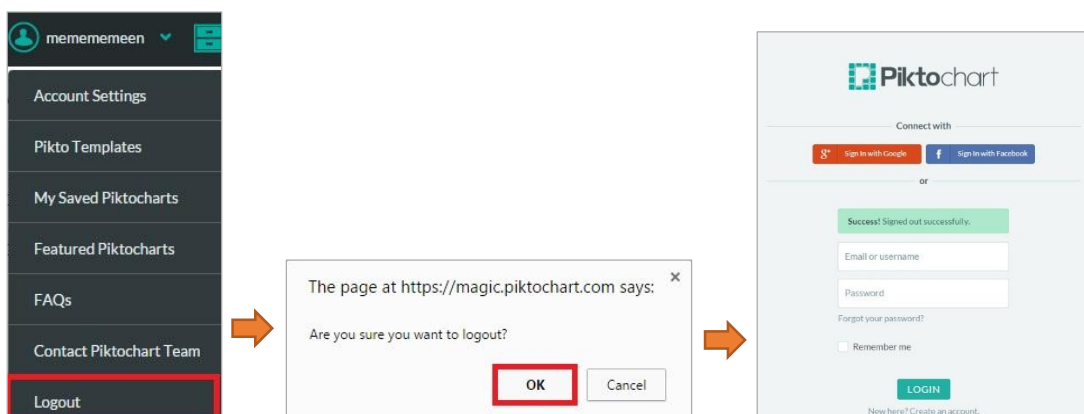 memememeen
Account Settings
Pikto Templates
My Saved Piktocharts
Featured Piktocharts
FAQs
Contact Piktochart Team
Logout
The page at https://magic.piktochart.com says:
Are you sure you want to logout?
OK
Cancel
Piktochart
Connect with
g+ Sign In with Google
f Sign In with Facebook
or
Success! Signed out successfully.
Email or username
Password
Forgot your password?
Remember me
LOGIN
New here? Create an account.